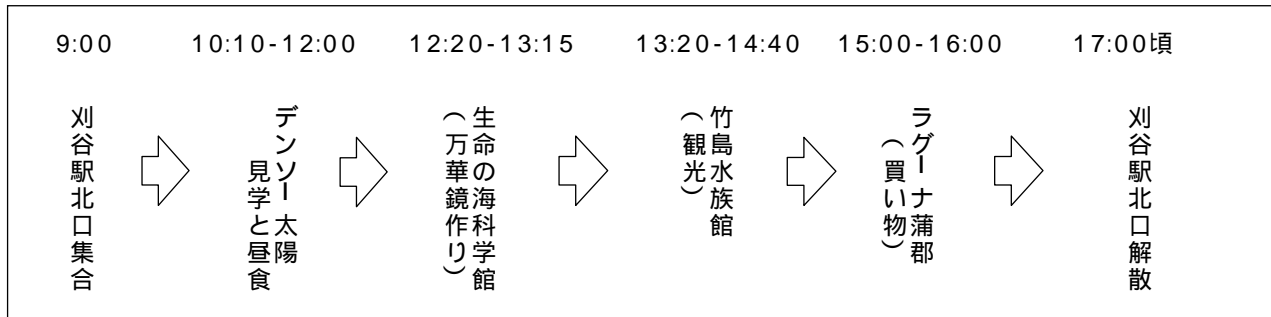 9:00
10:10-12:00
12:20-13:15
13:20-14:40
15:00-16:00
17:00頃
刈谷駅北口集合
デンソー太陽
見学と昼食
生命の海科学館
（万華鏡作り）
竹島水族館
（観光）
ラグーナ蒲郡
（買い物）
刈谷駅北口解散